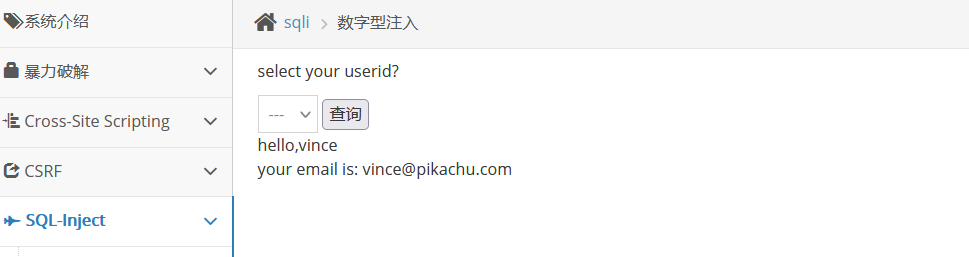 系统介绍
暴力破解
Cross-Site Scripting
CSRF
SQL-Inject
sqli > 数字型注入
select your userid?
--- 查询
hello,vince
your email is: vince@pikachu.com